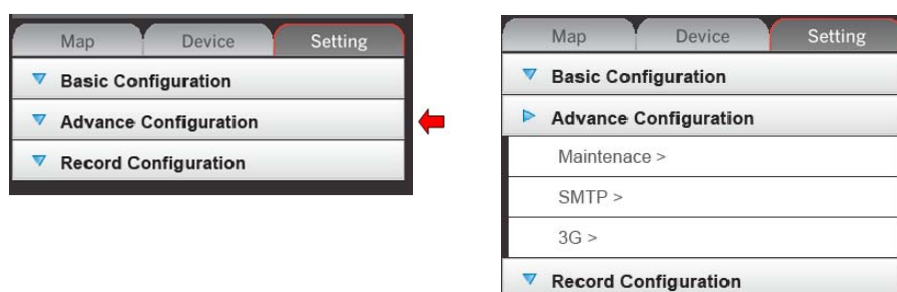 Map Device Setting
Basic Configuration
Advance Configuration
Record Configuration
Map Device Setting
Basic Configuration
Advance Configuration
Maintenace >
SMTP >
3G >
Record Configuration